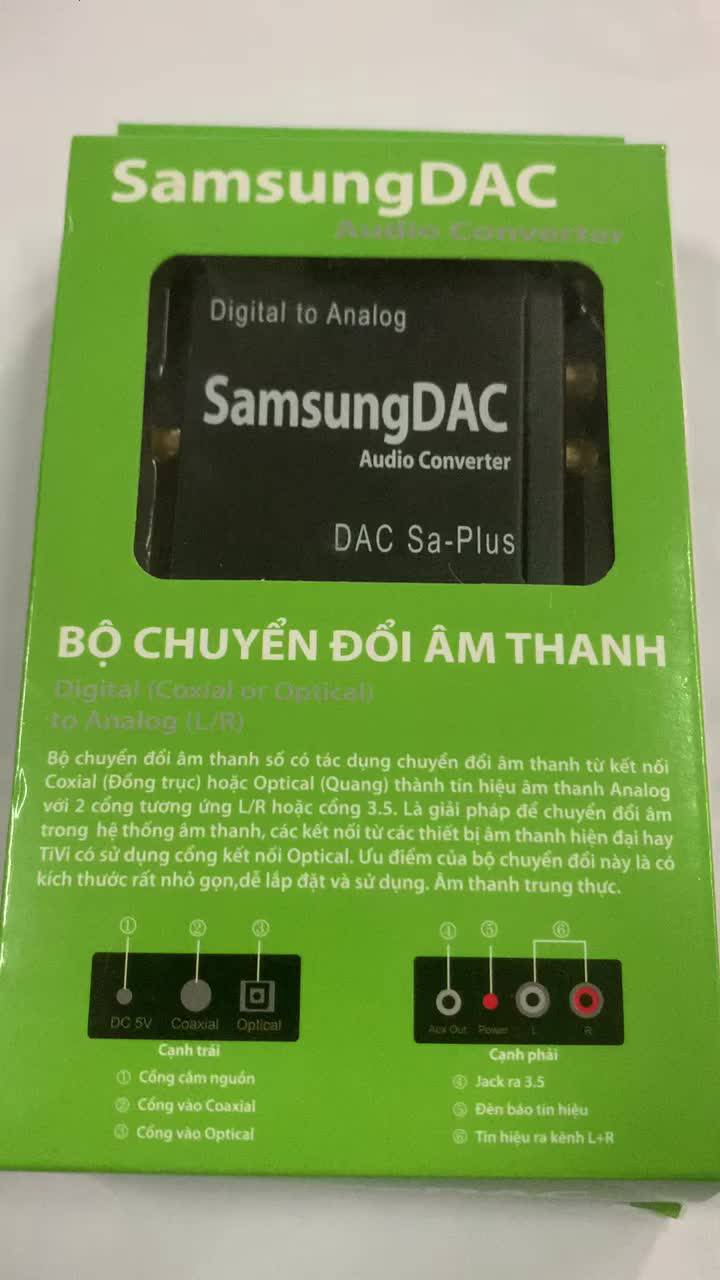 SamsungDAC
Audio Converter
Digital to Analog
SamsungDAC
Audio Converter
DAC Sa-Plus
BỘ CHUYỂN ĐỔI ÂM THANH
Digital (Coxial or Optical)
to Analog (L/R)
Bộ chuyển đổi âm thanh số có tác dụng chuyển đổi âm thanh từ kết nối
Coxial (Đồng trục) hoặc Optical (Quang) thành tín hiệu âm thanh Analog
với 2 cổng tương ứng L/R hoặc cổng 3.5. Là giải pháp để chuyển đổi âm
trong hệ thống âm thanh, các kết nối từ các thiết bị âm thanh hiện đại hay
TiVi có sử dụng cổng kết nối Optical. Ưu điểm của bộ chuyển đổi này là có
kích thước rất nhỏ gọn,dễ lắp đặt và sử dụng. Âm thanh trung thực.
① ② ③
DC 5V Coaxial Optical
Cạnh trái
① Cổng cắm nguồn
② Cổng vào Coaxial
③ Cổng vào Optical
④ ⑤ ⑥
Aux Out Power L R
Cạnh phải
④ Jack ra 3.5
⑤ Đèn báo tín hiệu
⑥ Tín hiệu ra kênh L+R